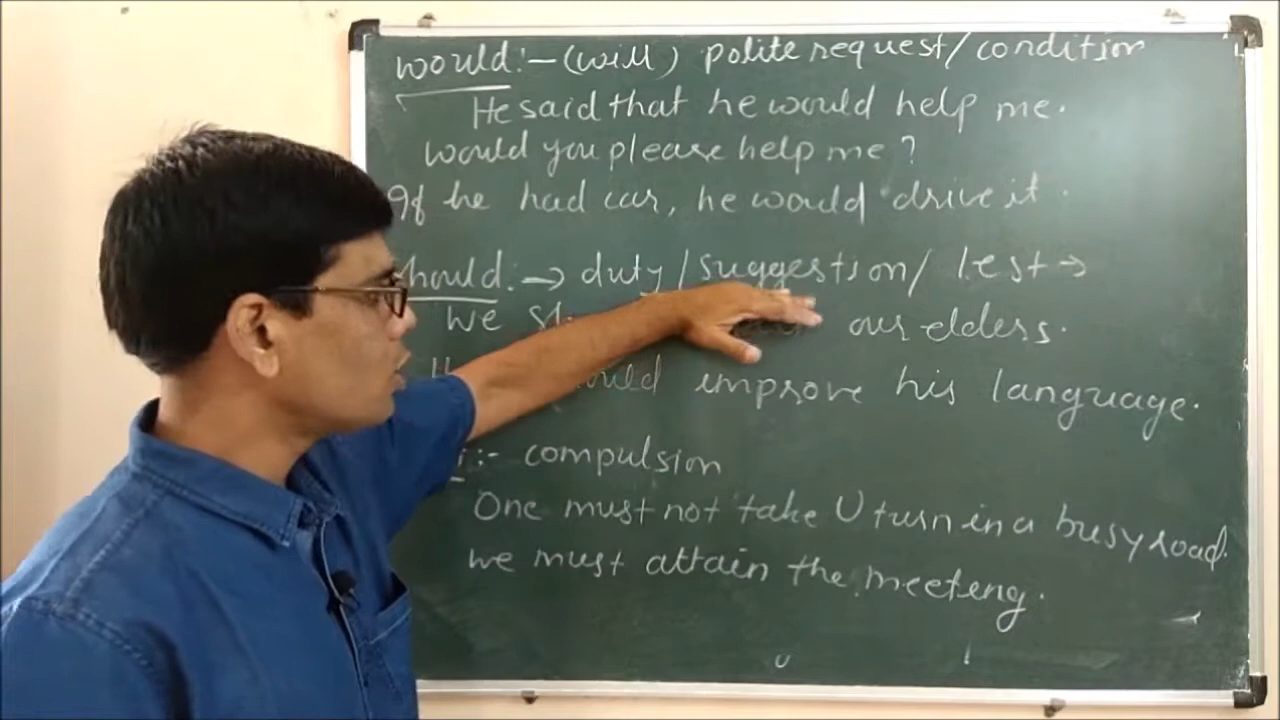 would:- (will) polite request/condition
He said that he would help me.
would you please help me ?
If he had car, he would drive it.
should:→ duty/suggestion/ lest→
we our elders.
improve his language.
:- compulsion
One must not take U turn in a busy road.
we must attain the meeteng.